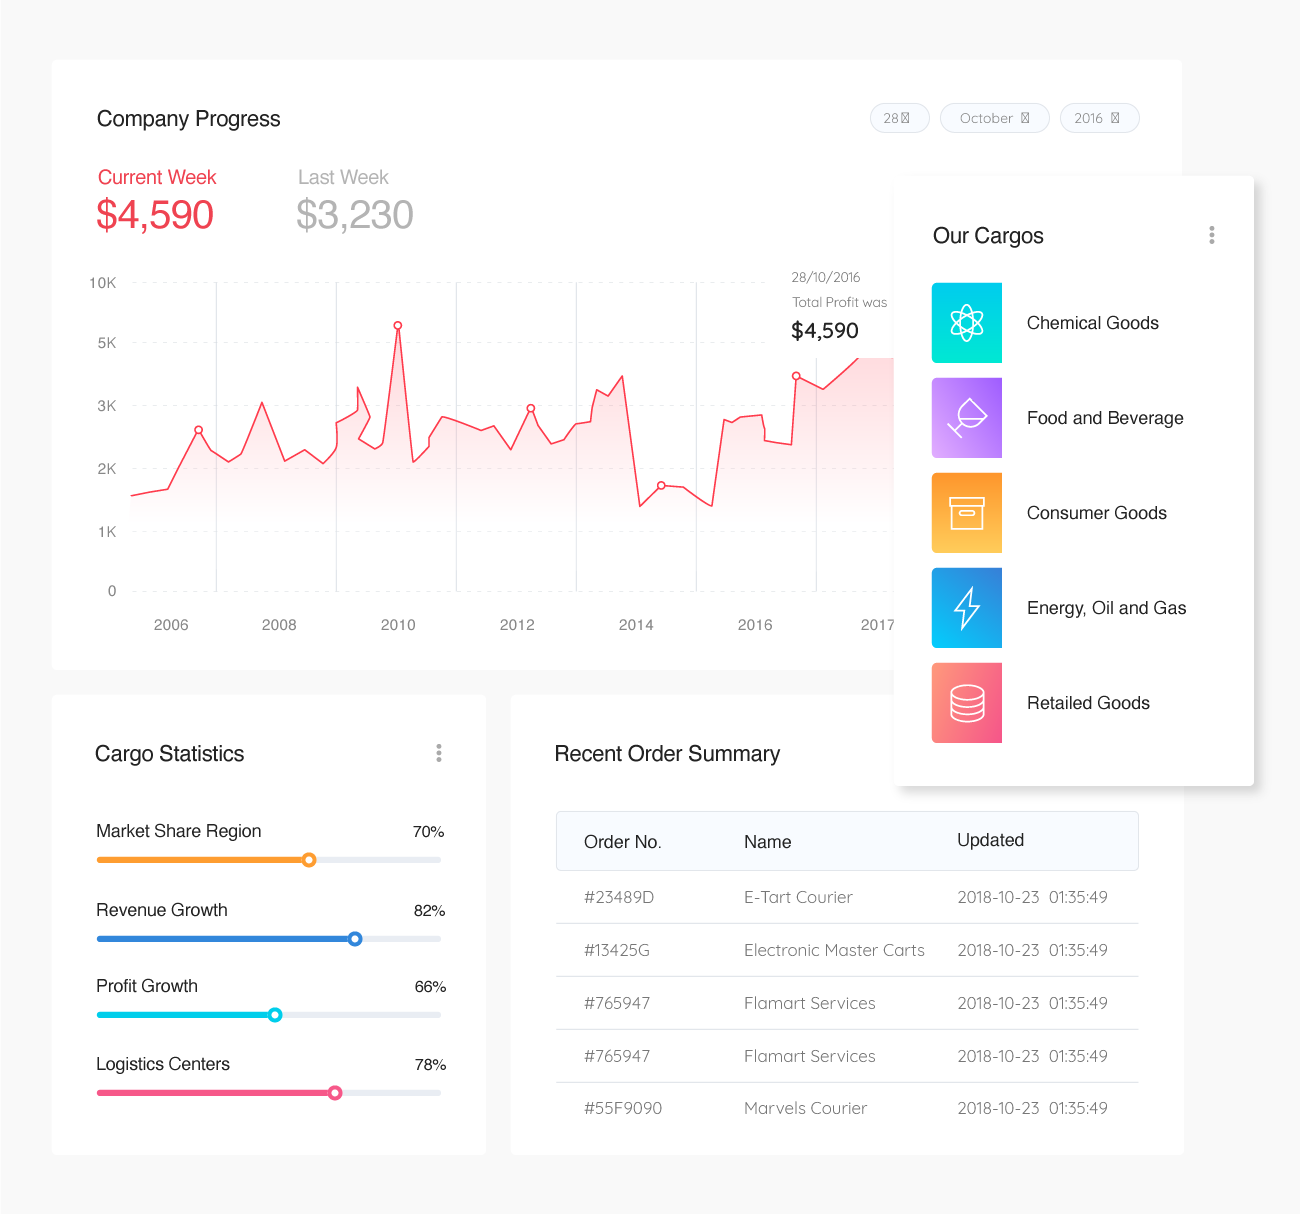 Company Progress
28
October
2016
Current Week
Last Week
$4,590
$3,230
28/10/2016
Total Profit was
$4,590
10K
5K
3K
2K
1K
0
2006
2008
2010
2012
2014
2016
2017
Our Cargos
Chemical Goods
Food and Beverage
Consumer Goods
Energy, Oil and Gas
Retailed Goods
Cargo Statistics
Market Share Region 70%
Revenue Growth 82%
Profit Growth 66%
Logistics Centers 78%
Recent Order Summary
Order No. Name Updated
#23489D E-Tart Courier 2018-10-23 01:35:49
#13425G Electronic Master Carts 2018-10-23 01:35:49
#765947 Flamart Services 2018-10-23 01:35:49
#765947 Flamart Services 2018-10-23 01:35:49
#55F9090 Marvels Courier 2018-10-23 01:35:49